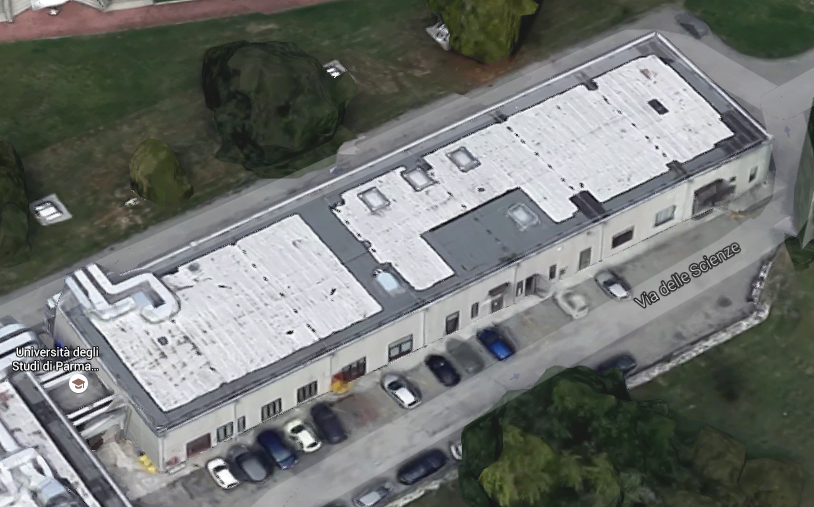 Via delle Scienze
Università degli
Studi di Parma...